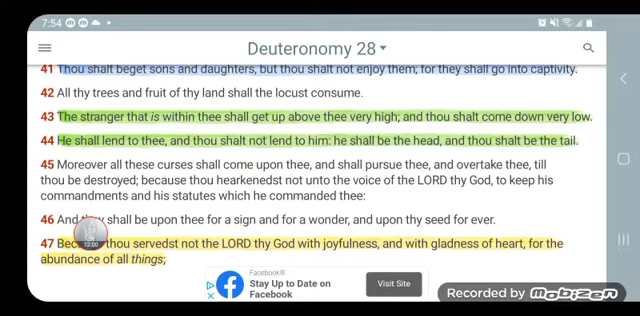 7:54
Deuteronomy 28
41 Thou shalt beget sons and daughters, but thou shalt not enjoy them; for they shall go into captivity.
42 All thy trees and fruit of thy land shall the locust consume.
43 The stranger that is within thee shall get up above thee very high; and thou shalt come down very low.
44 He shall lend to thee, and thou shalt not lend to him: he shall be the head, and thou shalt be the tail.
45 Moreover all these curses shall come upon thee, and shall pursue thee, and overtake thee, till
thou be destroyed; because thou hearkenedst not unto the voice of the LORD thy God, to keep his
commandments and his statutes which he commanded thee:
46 And they shall be upon thee for a sign and for a wonder, and upon thy seed for ever.
47 Bec thou servedst not the LORD thy God with joyfulness, and with gladness of heart, for the
12:00
abundance of all things;
Facebook®
Stay Up to Date on
Facebook
Visit Site
Recorded by Mobizen